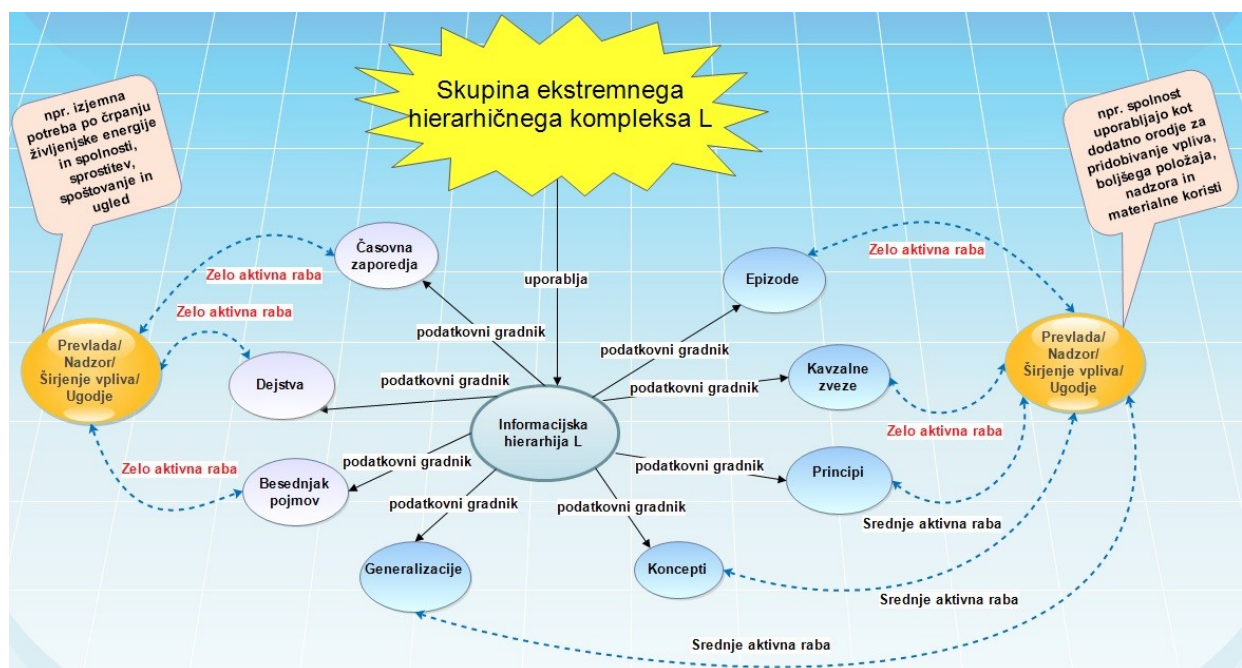 Skupina ekstremnega
hierarhičnega kompleksa L
npr. izjemna
potreba po črpanju
življenjske energije
in spolnosti,
sprostitev,
spoštovanje in
ugled
npr. spolnost
uporabljajo kot
dodatno orodje za
pridobivanje vpliva,
boljšega položaja,
nadzora in
materialne koristi
Časovna
zaporedja
Zelo aktivna raba
uporablja
Epizode
Zelo aktivna raba
Zelo aktivna raba
podatkovni gradnik
podatkovni gradnik
Prevlada/
Nadzor/
Širjenje vpliva/
Ugodje
Prevlada/
Nadzor/
Širjenje vpliva/
Ugodje
Dejstva
podatkovni gradnik
podatkovni gradnik
Kavzalne
zveze
Informacijska
hierarhija L
Zelo aktivna raba
Zelo aktivna raba
podatkovni gradnik
podatkovni gradnik
Principi
Besednjak
pojmov
podatkovni gradnik
podatkovni gradnik
Srednje aktivna raba
Generalizacije
Koncepti
Srednje aktivna raba
Srednje aktivna raba